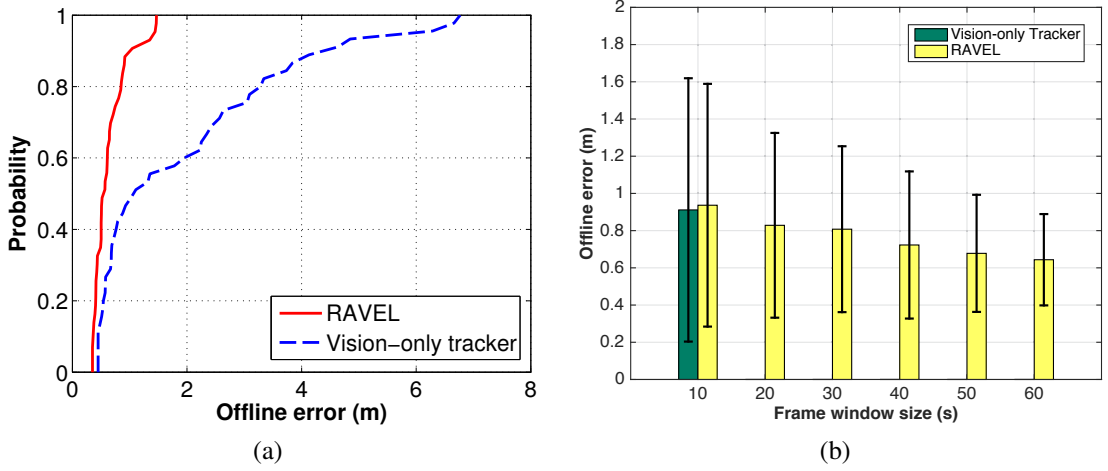 1
0.8
0.6
0.4
0.2
0
Probability
0 2 4 6 8
Offline error (m)
RAVEL
Vision-only tracker
(a)
2
1.8
1.6
1.4
1.2
1
0.8
0.6
0.4
0.2
0
Offline error (m)
Vision-only Tracker
RAVEL
10 20 30 40 50 60
Frame window size (s)
(b)